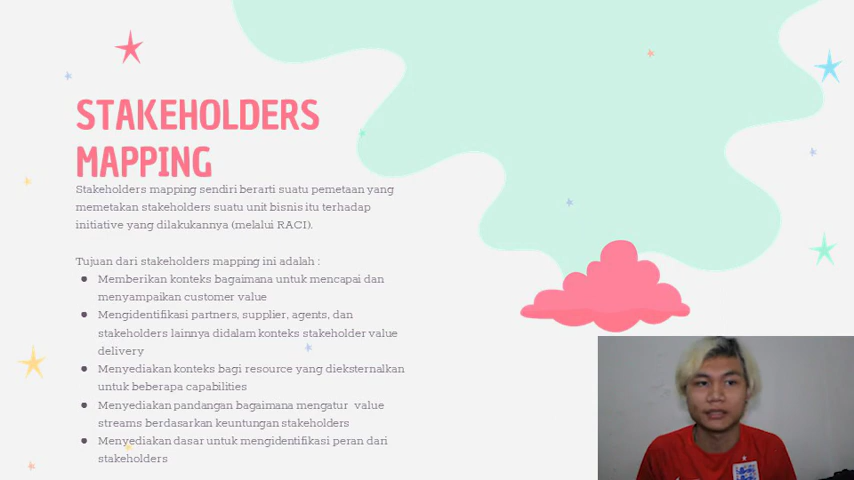 STAKEHOLDERS
MAPPING
Stakeholders mapping sendiri berarti suatu pemetaan yang
memetakan stakeholders suatu unit bisnis itu terhadap
initiative yang dilakukannya (melalui RACI).
Tujuan dari stakeholders mapping ini adalah :
● Memberikan konteks bagaimana untuk mencapai dan
menyampaikan customer value
● Mengidentifikasi partners, supplier, agents, dan
stakeholders lainnya didalam konteks stakeholder value
delivery
● Menyediakan konteks bagi resource yang dieksternalkan
untuk beberapa capabilities
● Menyediakan pandangan bagaimana mengatur value
streams berdasarkan keuntungan stakeholders
● Menyediakan dasar untuk mengidentifikasi peran dari
stakeholders